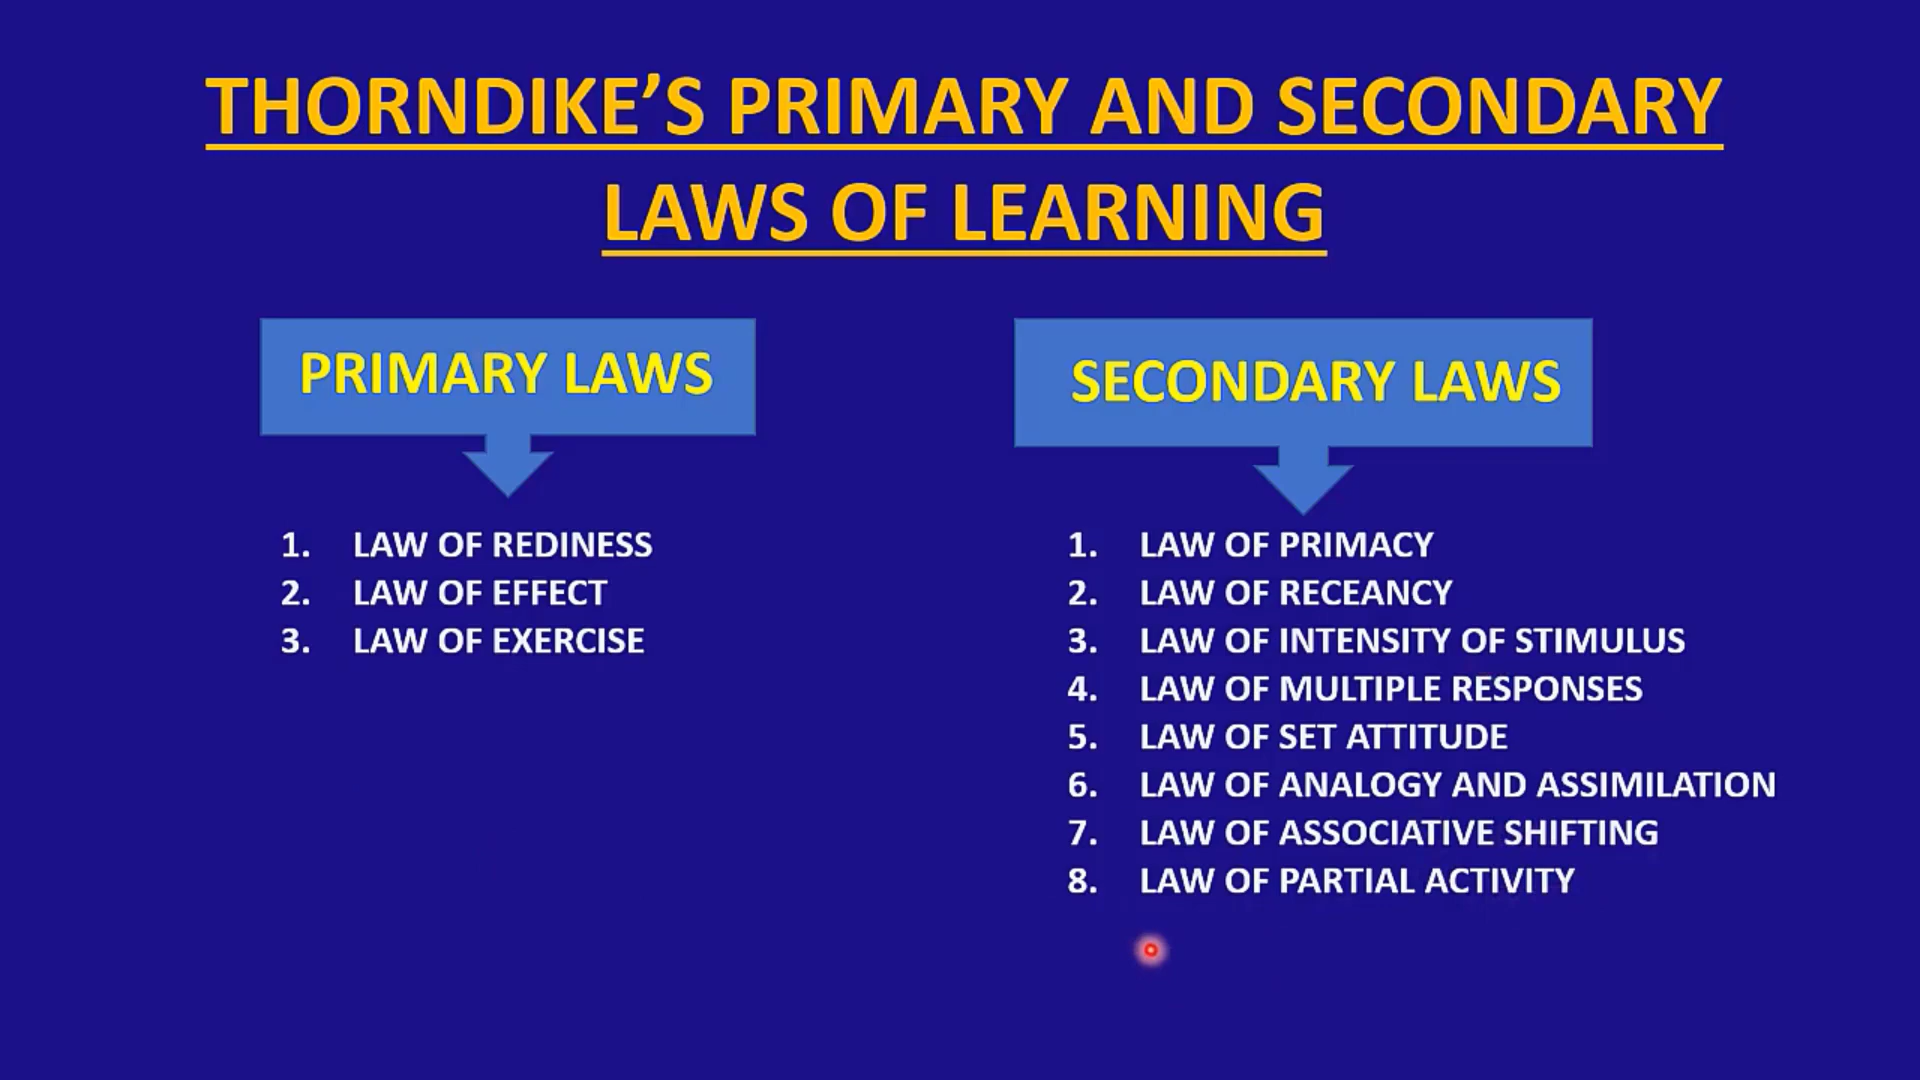 THORNDIKE’S PRIMARY AND SECONDARY
LAWS OF LEARNING
PRIMARY LAWS
1. LAW OF REDINESS
2. LAW OF EFFECT
3. LAW OF EXERCISE
SECONDARY LAWS
1. LAW OF PRIMACY
2. LAW OF RECEANCY
3. LAW OF INTENSITY OF STIMULUS
4. LAW OF MULTIPLE RESPONSES
5. LAW OF SET ATTITUDE
6. LAW OF ANALOGY AND ASSIMILATION
7. LAW OF ASSOCIATIVE SHIFTING
8. LAW OF PARTIAL ACTIVITY